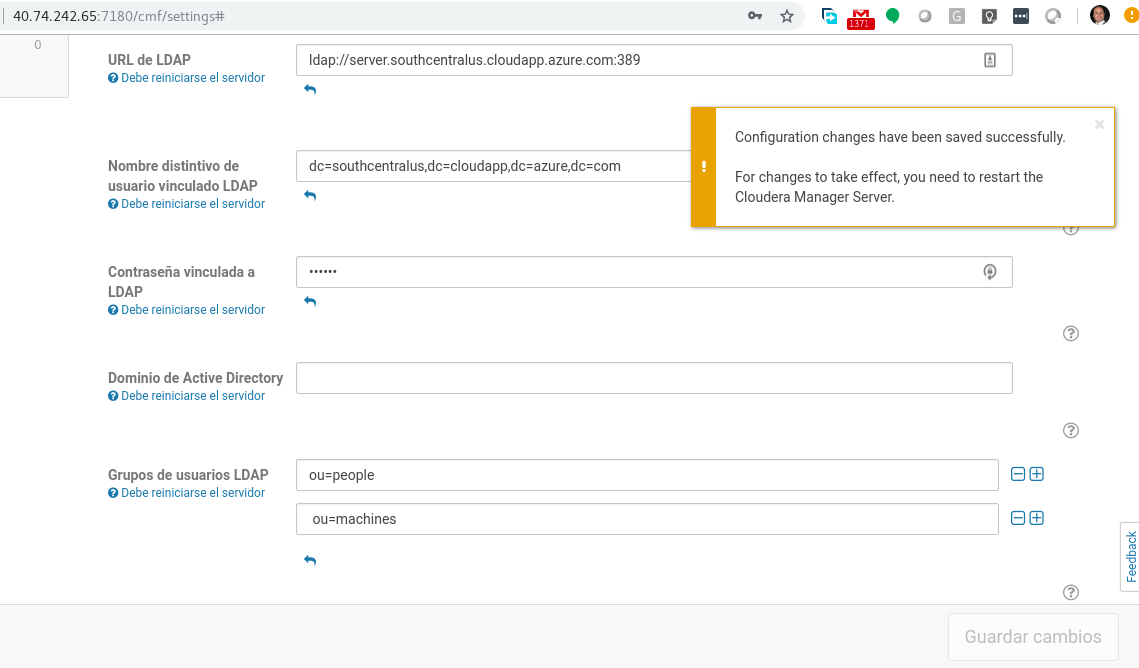 40.74.242.65:7180/cmf/settings#
1371
G
0
URL de LDAP
Debe reiniciarse el servidor
ldap://server.southcentralus.cloudapp.azure.com:389
Configuration changes have been saved successfully.
For changes to take effect, you need to restart the
Cloudera Manager Server.
Nombre distintivo de
usuario vinculado LDAP
Debe reiniciarse el servidor
dc=southcentralus,dc=cloudapp,dc=azure,dc=com
Contraseña vinculada a
LDAP
Debe reiniciarse el servidor
••••••
Dominio de Active Directory
Debe reiniciarse el servidor
Grupos de usuarios LDAP
Debe reiniciarse el servidor
ou=people
ou=machines
Feedback
Guardar cambios